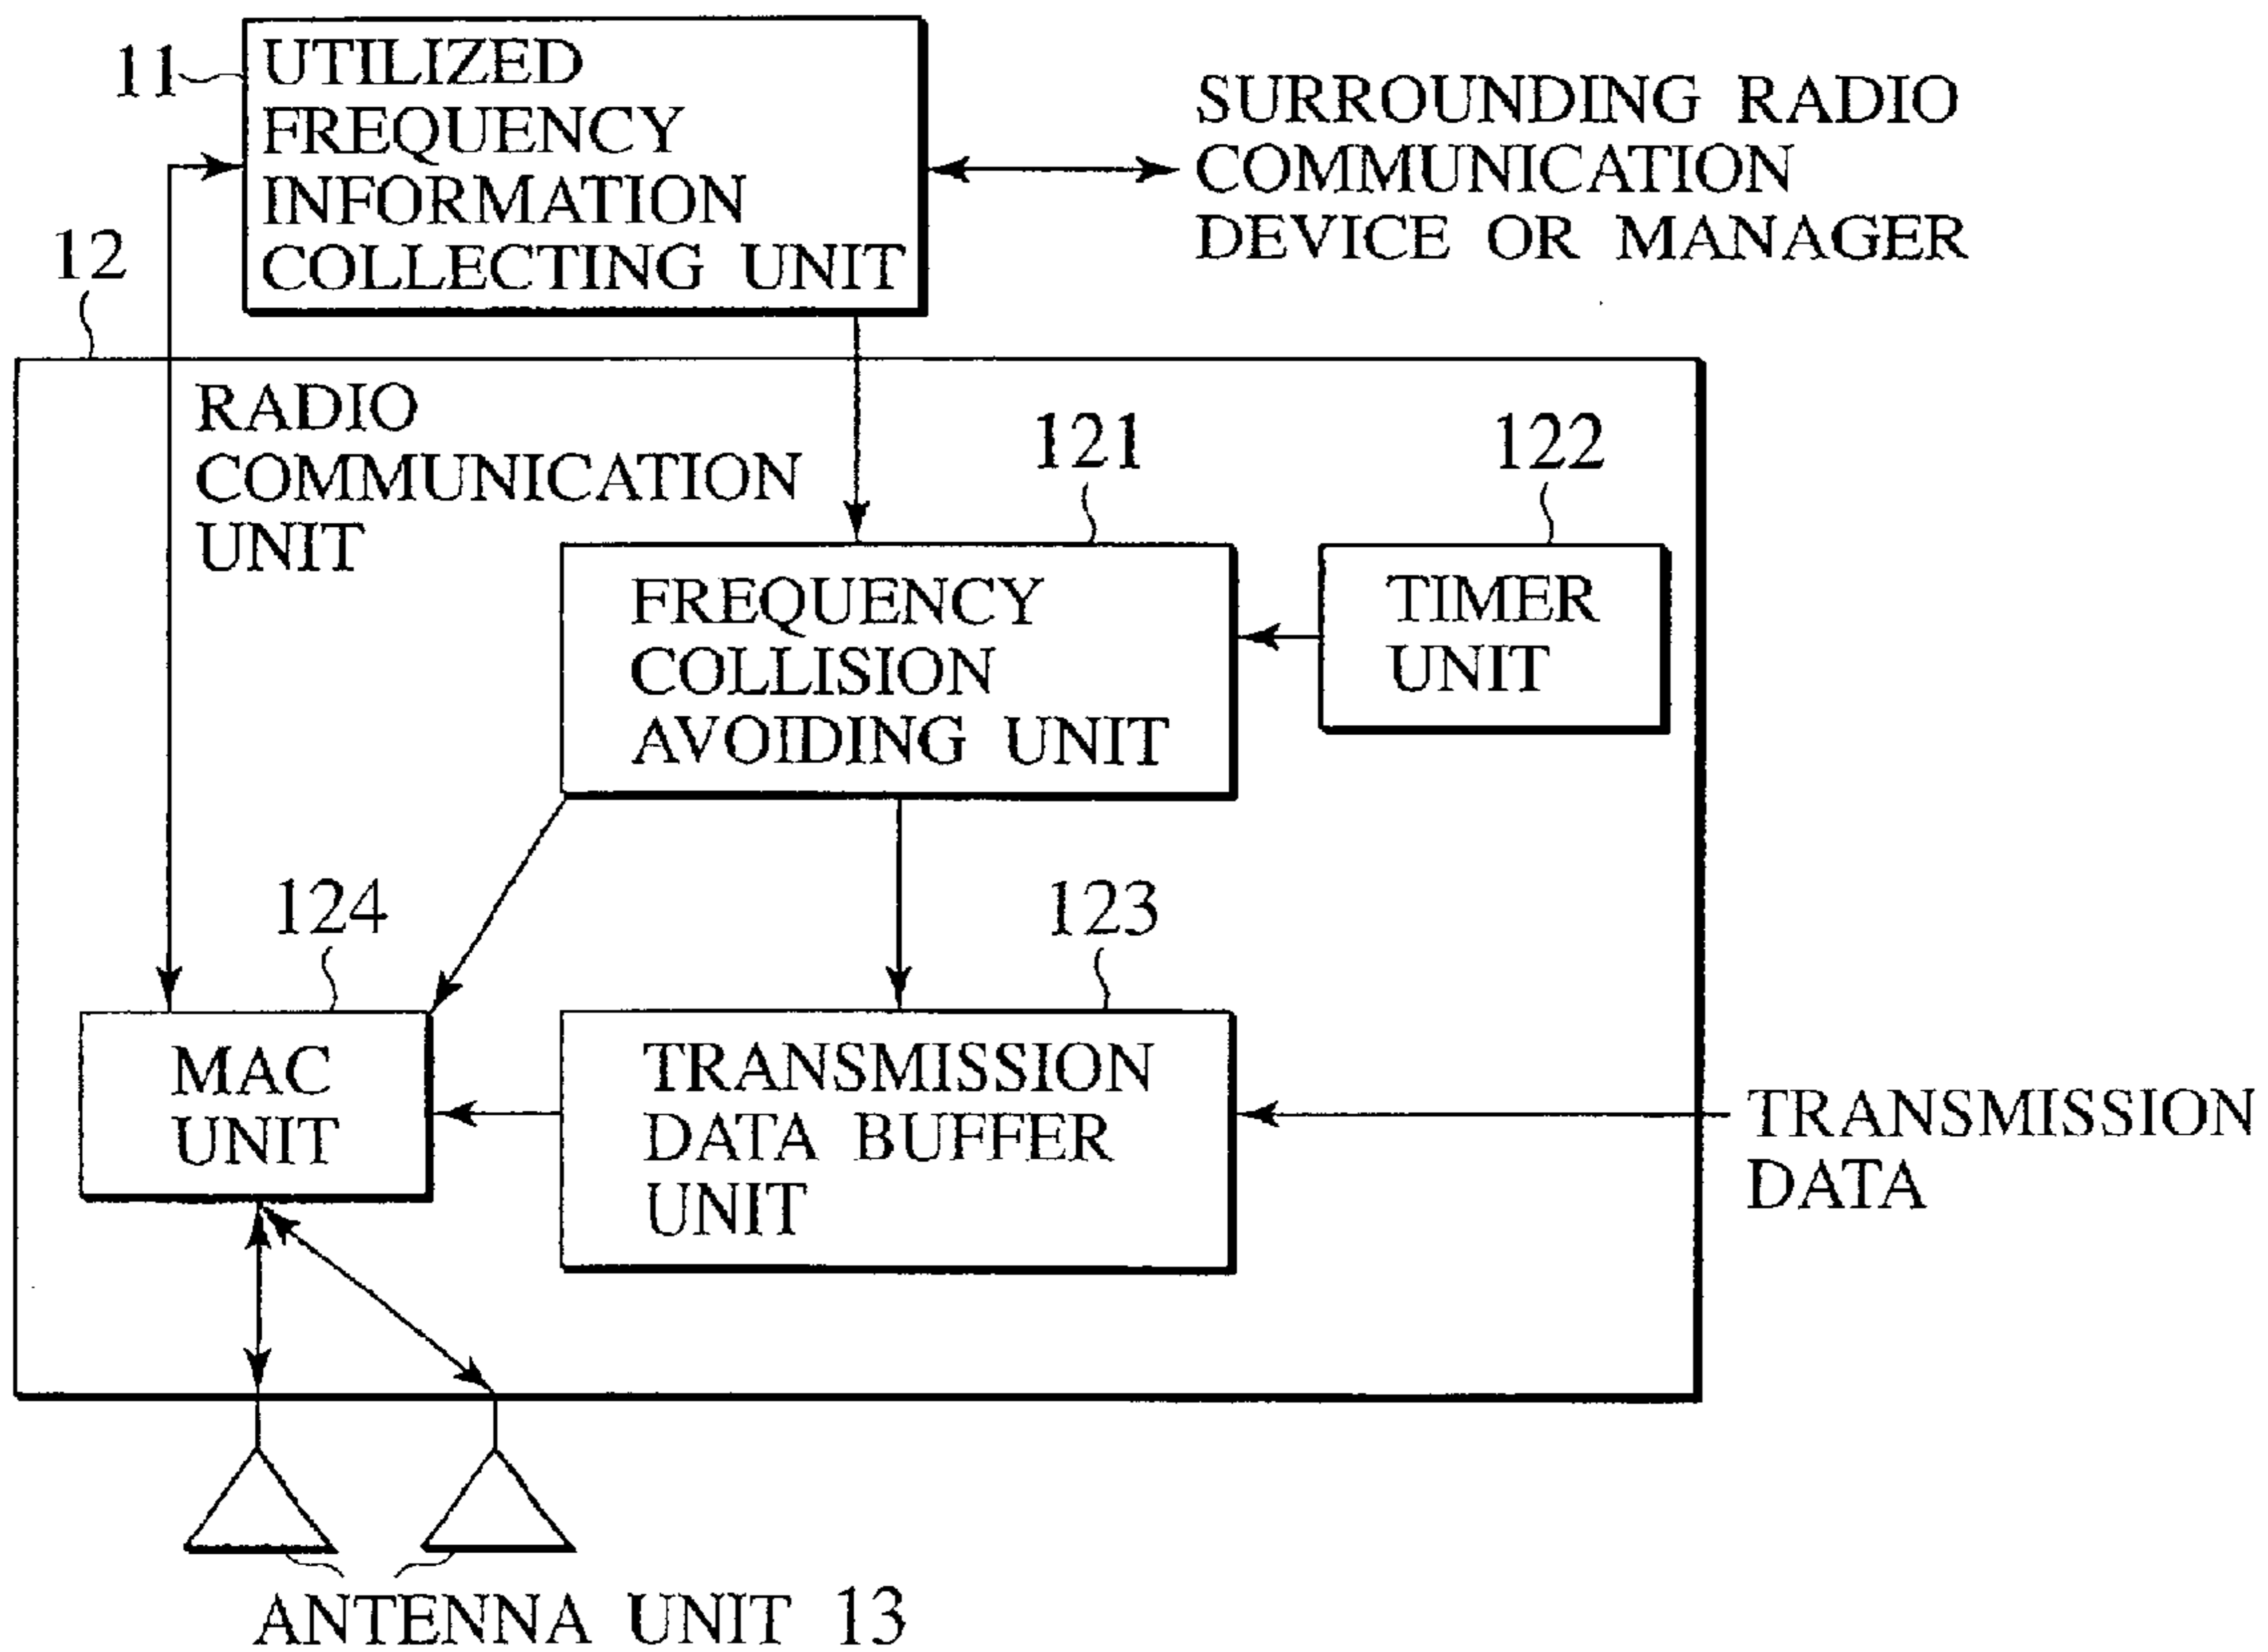 11
UTILIZED
FREQUENCY
INFORMATION
COLLECTING UNIT
SURROUNDING RADIO
COMMUNICATION
DEVICE OR MANAGER
12
RADIO
COMMUNICATION
UNIT
121
122
FREQUENCY
COLLISION
AVOIDING UNIT
TIMER
UNIT
124
123
MAC
UNIT
TRANSMISSION
DATA BUFFER
UNIT
TRANSMISSION
DATA
ANTENNA UNIT 13